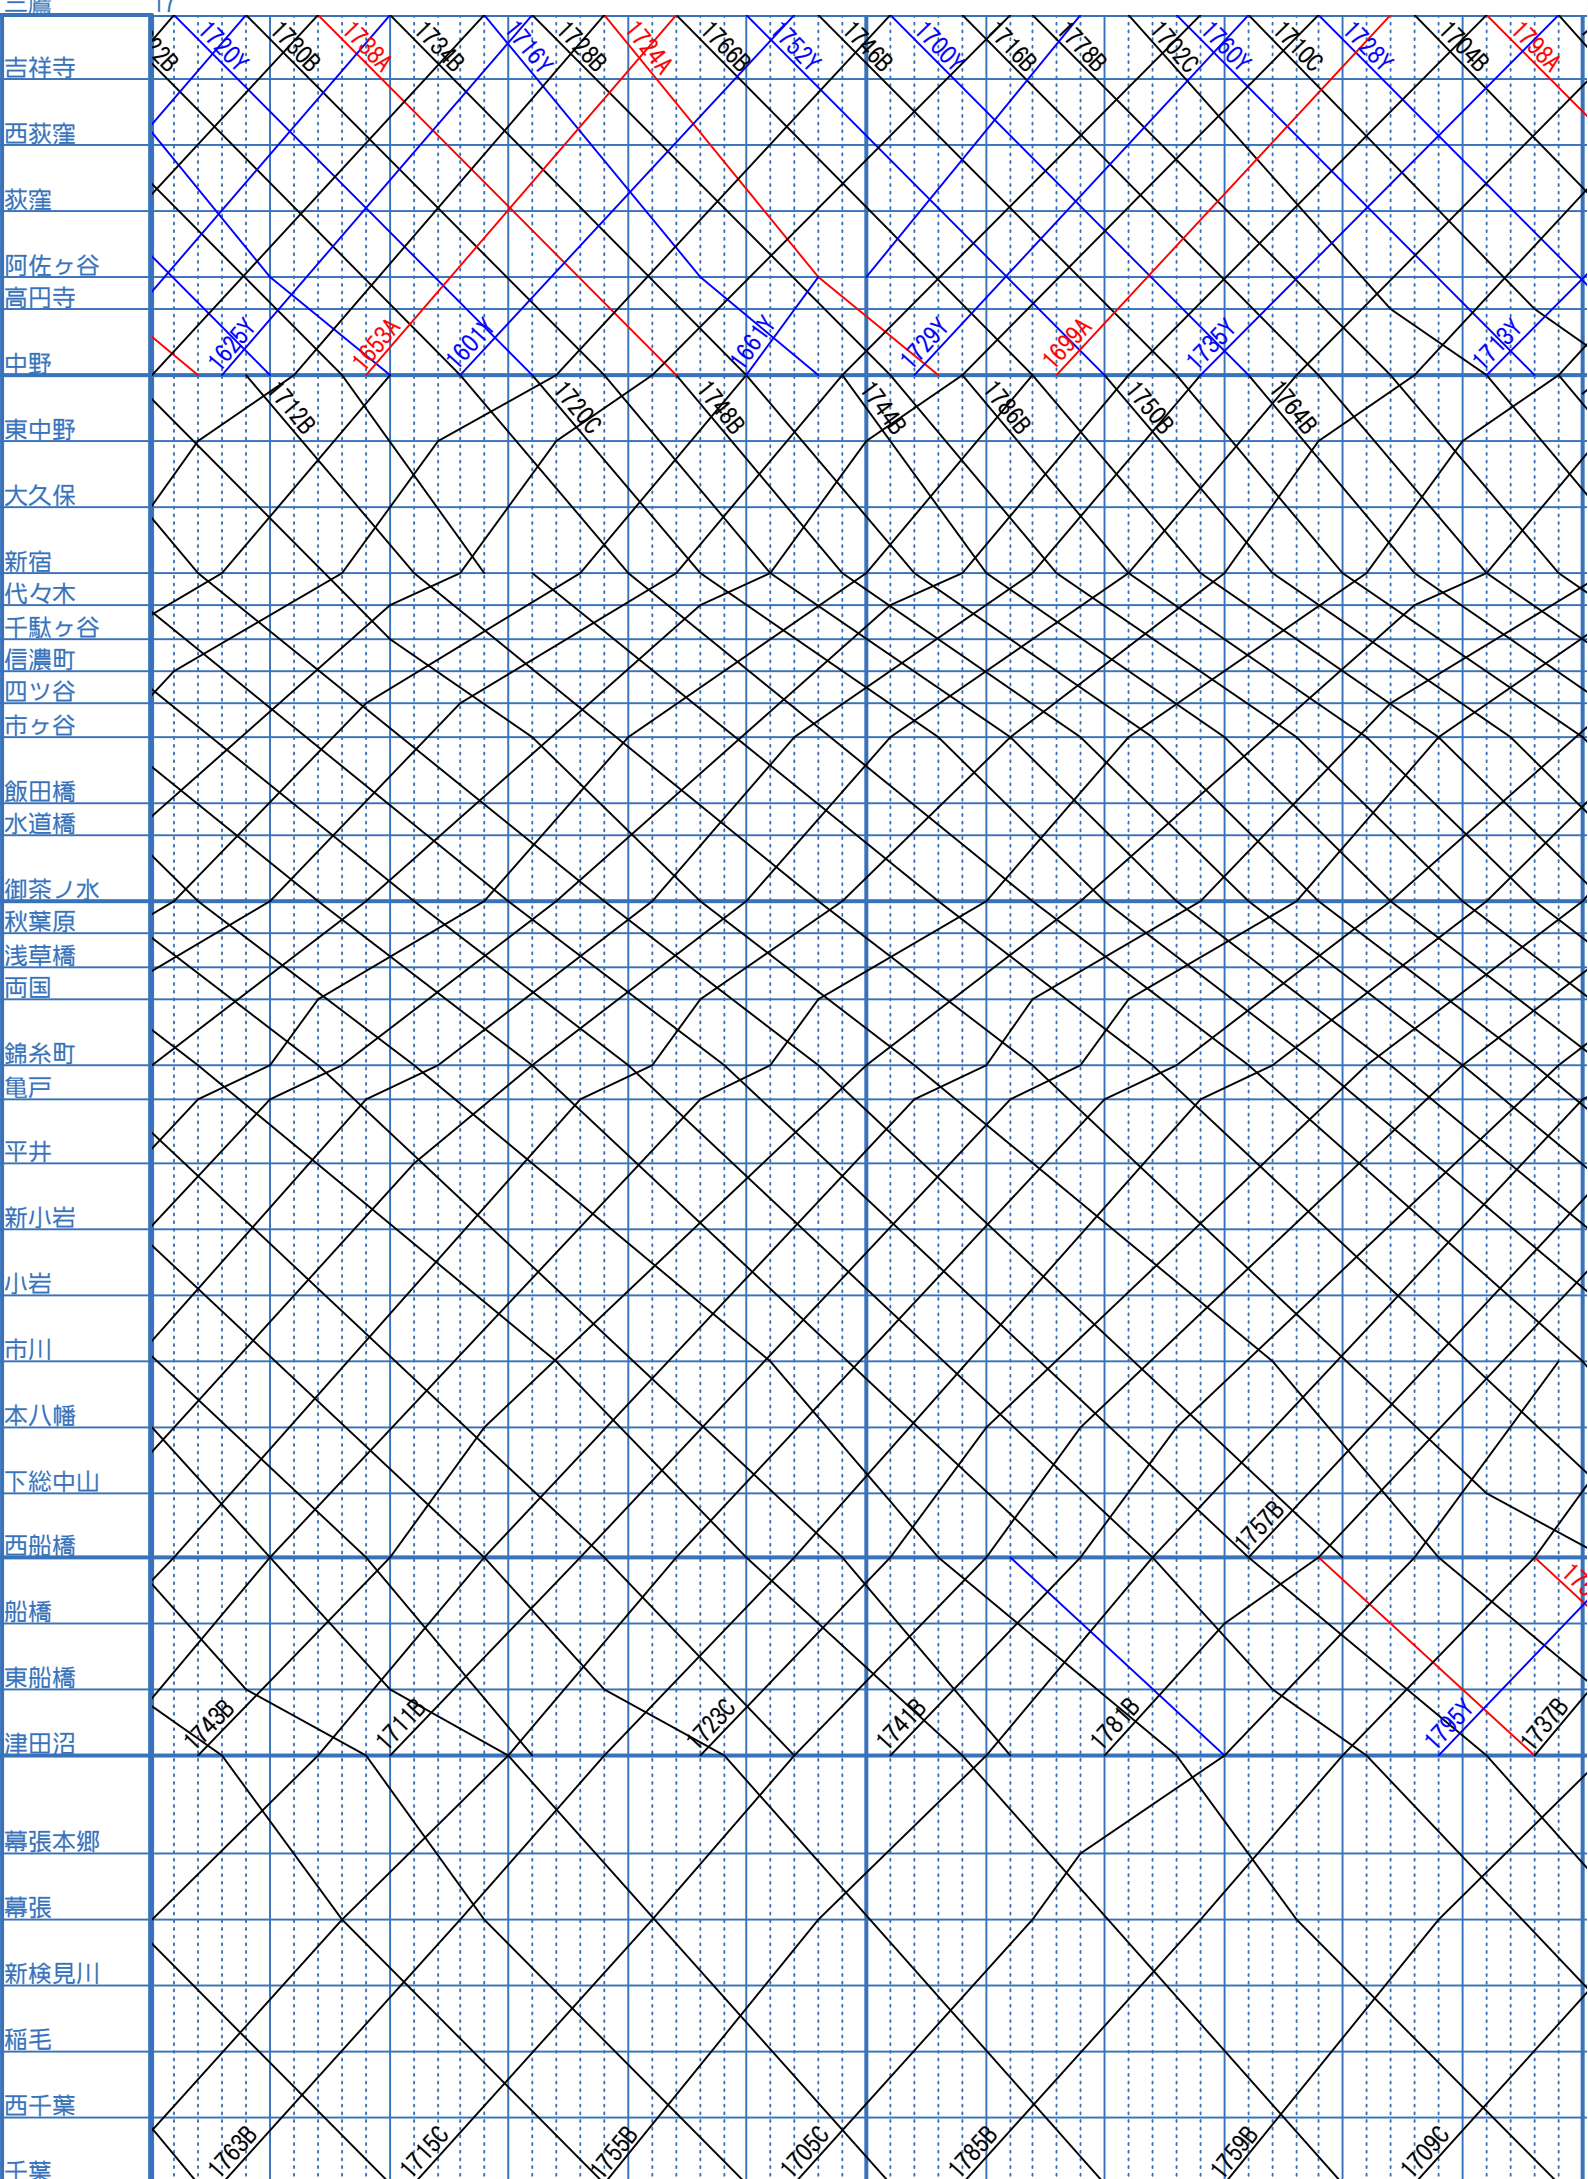 三鷹 17
22B 1720Y 1730B 1738A 1734B 1716Y 1728B 1724A 1766B 1752Y 1746B 1700Y 1716B 1778B 1702C 1760Y 1710C 1728Y 1704B 1798A
吉祥寺
西荻窪
荻窪
阿佐ヶ谷
高円寺
中野 1625Y 1653A 1601Y 1661Y 1729Y 1699A 1735Y 1713Y
東中野 1712B 1720C 1748B 1744B 1786B 1750B 1764B
大久保
新宿
代々木
千駄ヶ谷
信濃町
四ツ谷
市ヶ谷
飯田橋
水道橋
御茶ノ水
秋葉原
浅草橋
両国
錦糸町
亀戸
平井
新小岩
小岩
市川
本八幡
下総中山
西船橋 1757B
船橋
東船橋
津田沼 1743B 1711B 1723C 1741B 1781B 1795Y 1737B
幕張本郷
幕張
新検見川
稲毛
西千葉
千葉 1763B 1715C 1755B 1705C 1785B 1759B 1709C